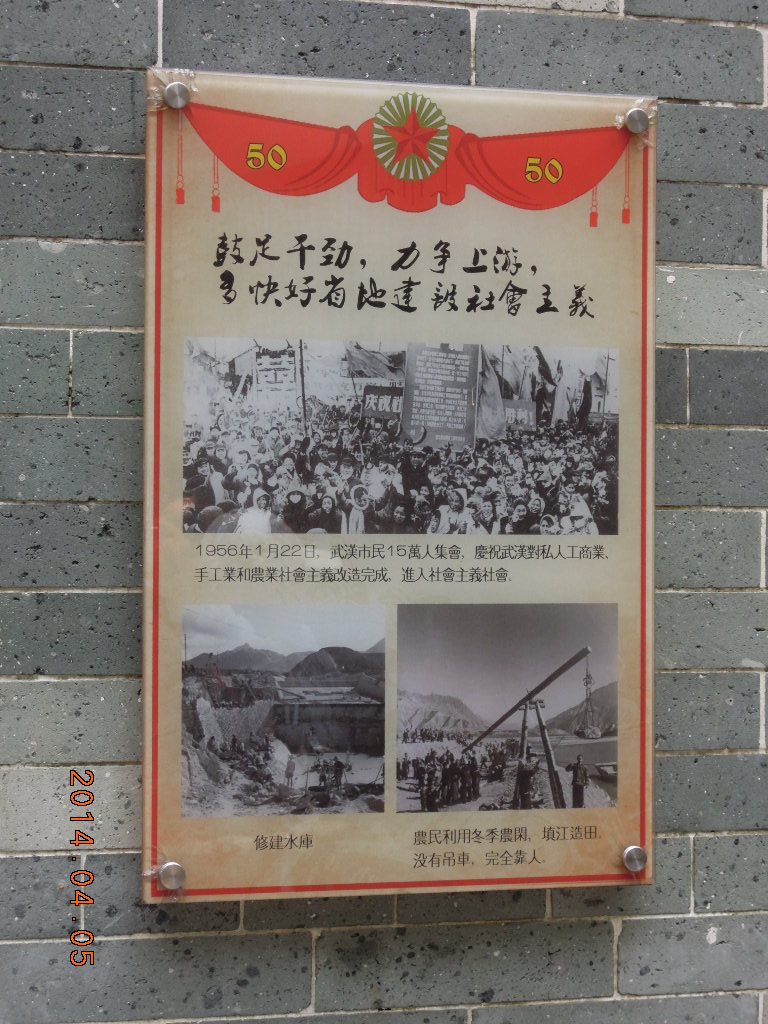 50
50
鼓足干劲，力争上游，
多快好省地建設社會主義
庆祝
1956年1月22日，武漢市民15萬人集會，慶祝武漢對私人工商業、
手工業和農業社會主義改造完成，進入社會主義社會。
修建水庫
農民利用冬季農閑，填江造田。
没有吊車，完全靠人。
2014.04.05